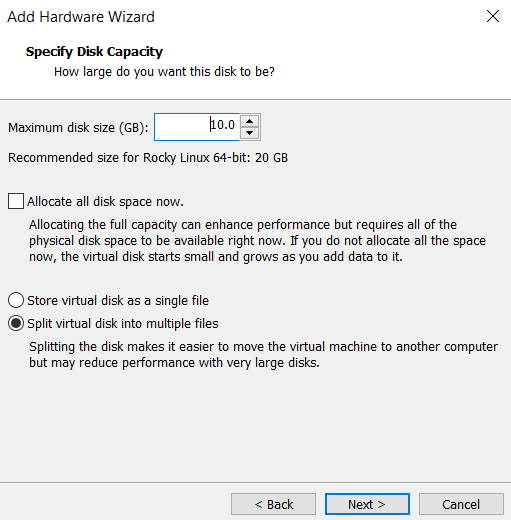 Add Hardware Wizard
Specify Disk Capacity
How large do you want this disk to be?
Maximum disk size (GB): 10.0
Recommended size for Rocky Linux 64-bit: 20 GB
Allocate all disk space now.
Allocating the full capacity can enhance performance but requires all of the
physical disk space to be available right now. If you do not allocate all the space
now, the virtual disk starts small and grows as you add data to it.
Store virtual disk as a single file
Split virtual disk into multiple files
Splitting the disk makes it easier to move the virtual machine to another computer
but may reduce performance with very large disks.
< Back Next > Cancel